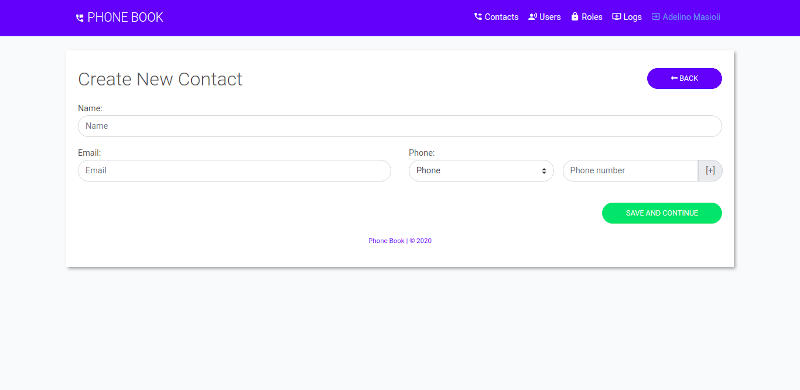 PHONE BOOK
Contacts Users Roles Logs Adelino Masioli
Create New Contact
BACK
Name:
Name
Email:
Phone:
Email
Phone
Phone number
[+]
SAVE AND CONTINUE
Phone Book | © 2020